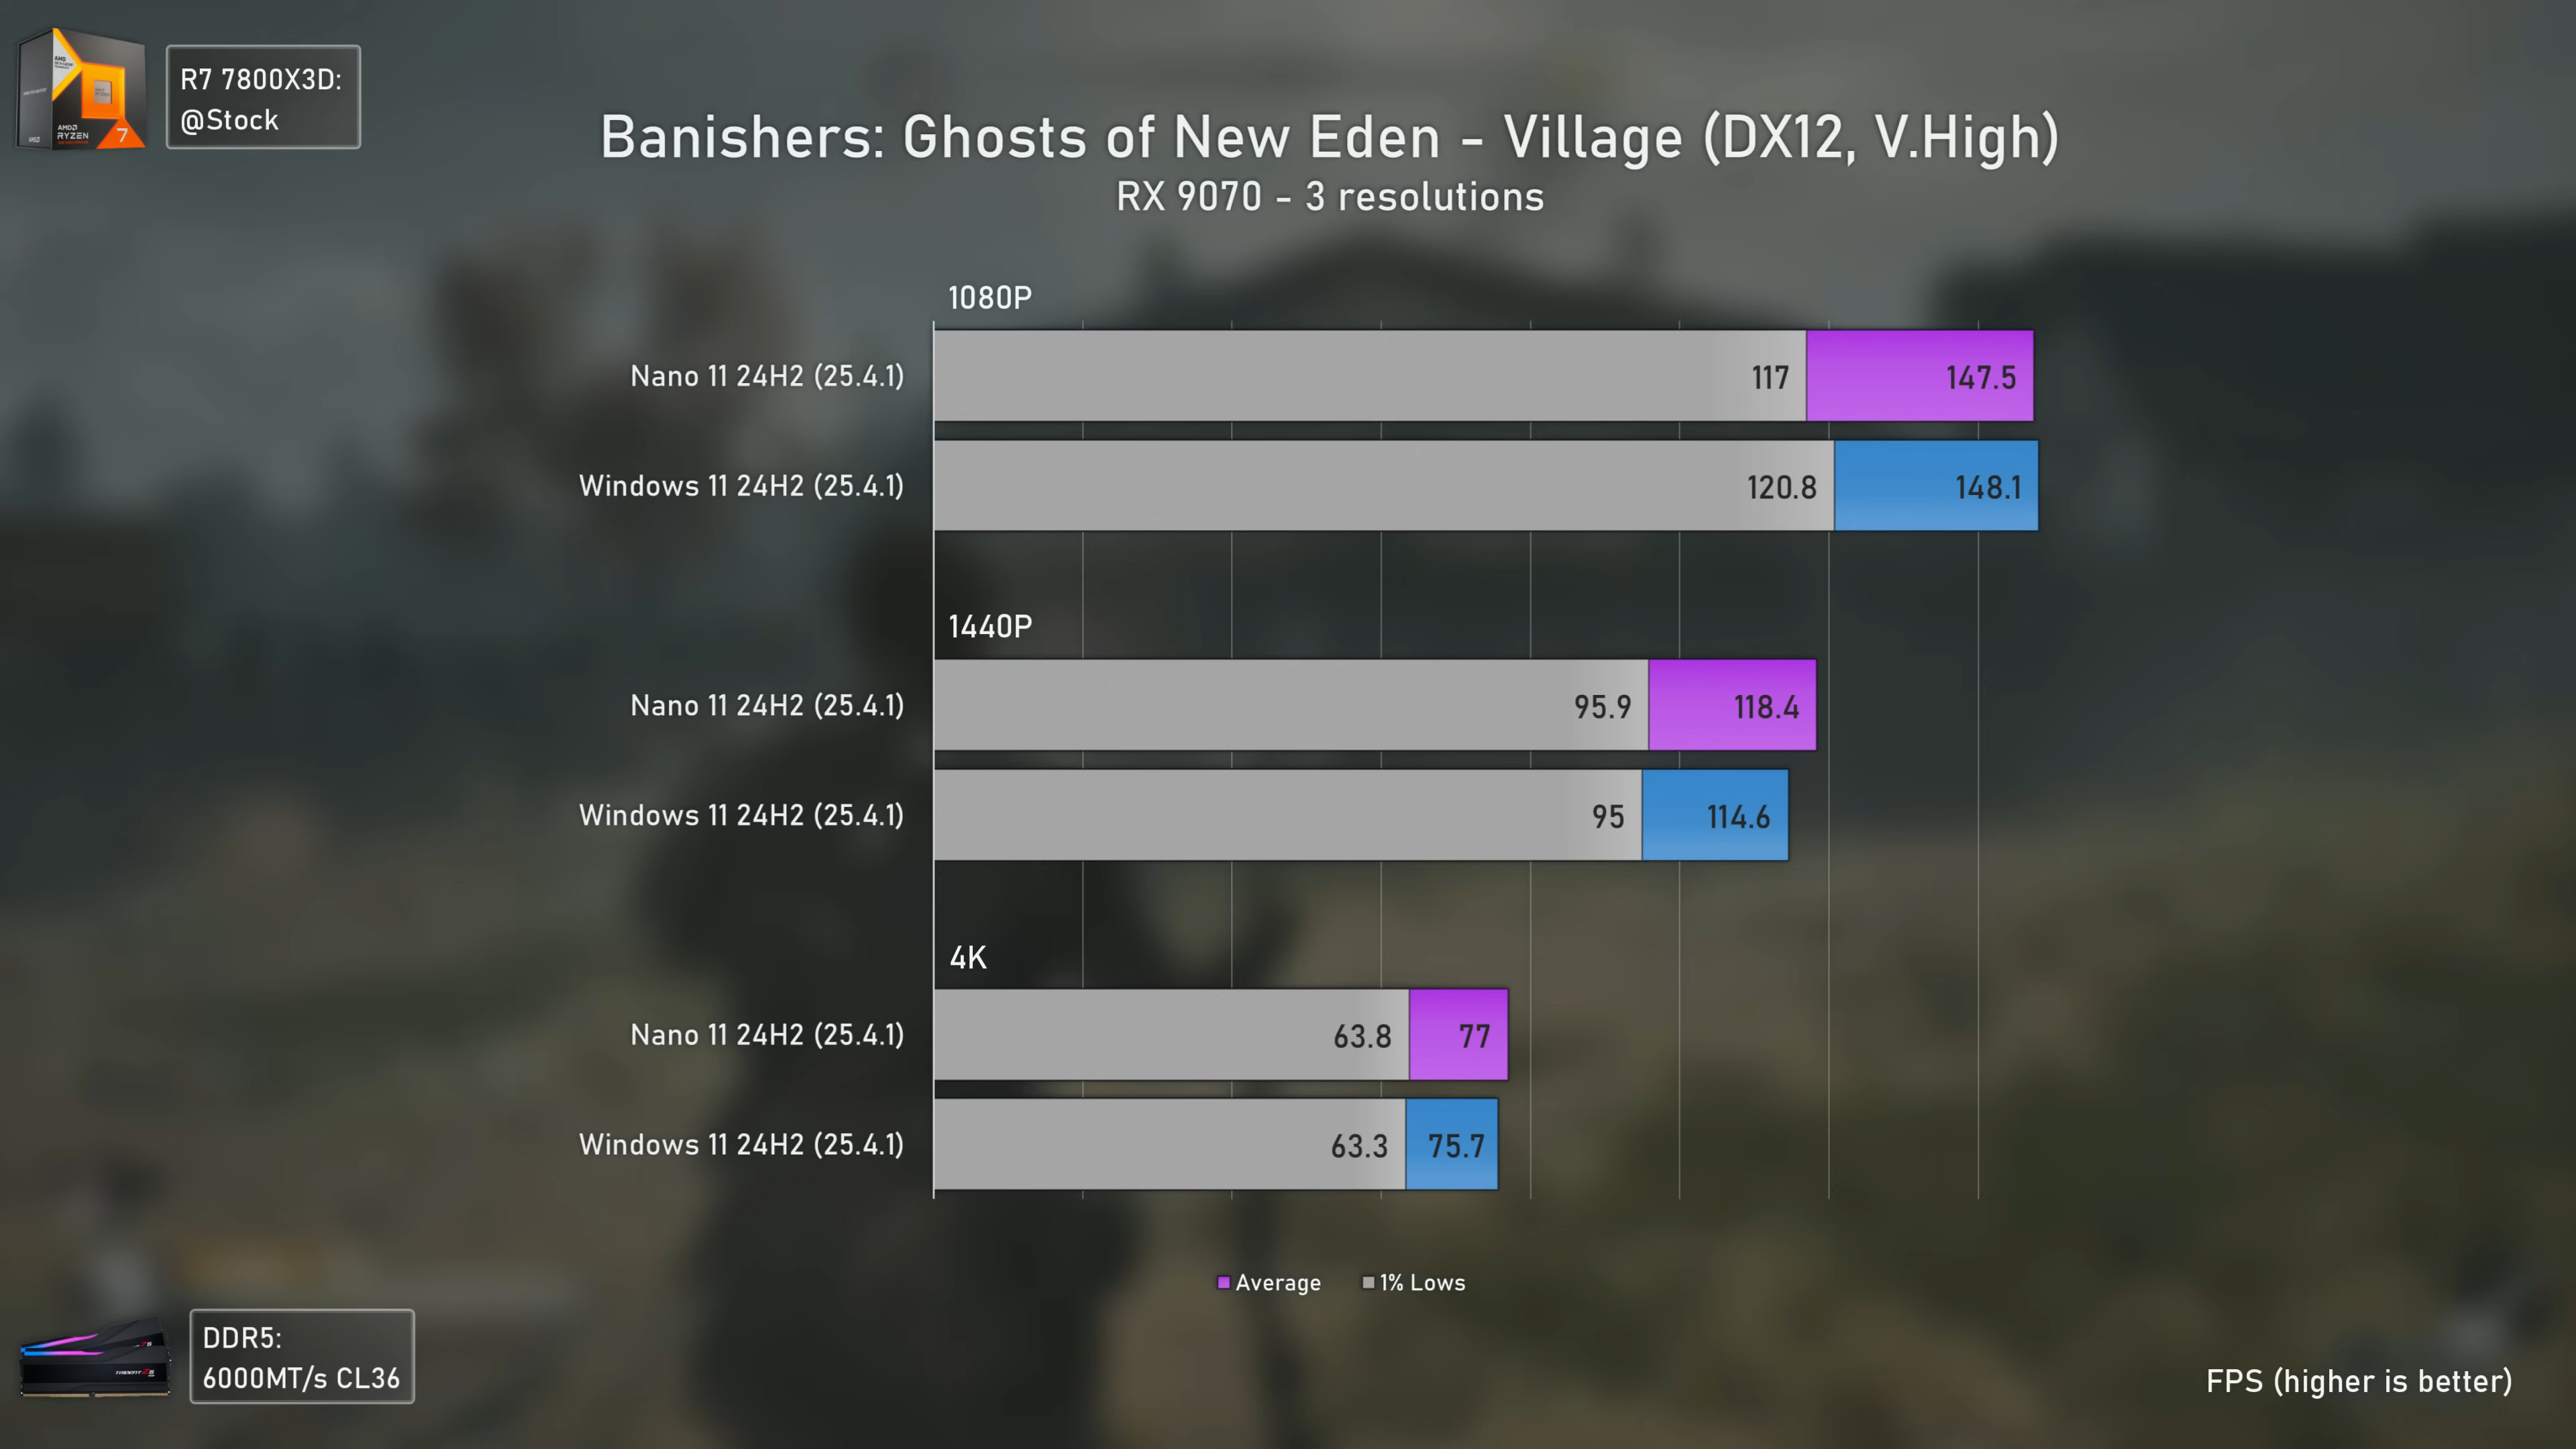 R7 7800X3D:
@Stock
AMD
RYZEN
7
Banishers: Ghosts of New Eden - Village (DX12, V.High)
RX 9070 - 3 resolutions
1080P
Nano 11 24H2 (25.4.1)
117
147.5
Windows 11 24H2 (25.4.1)
120.8
148.1
1440P
Nano 11 24H2 (25.4.1)
95.9
118.4
Windows 11 24H2 (25.4.1)
95
114.6
4K
Nano 11 24H2 (25.4.1)
63.8
77
Windows 11 24H2 (25.4.1)
63.3
75.7
Average
1% Lows
DDR5:
6000MT/s CL36
FPS (higher is better)